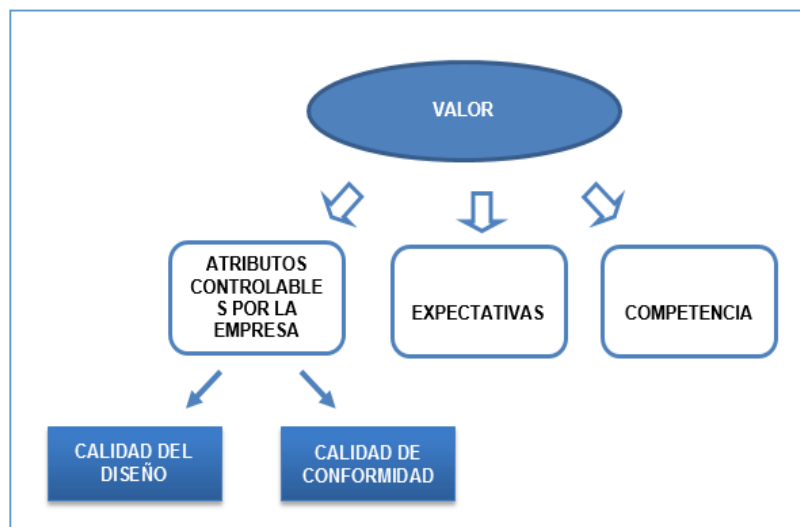 VALOR
ATRIBUTOS
CONTROLABLE
S POR LA
EMPRESA
EXPECTATIVAS
COMPETENCIA
CALIDAD DEL
DISEÑO
CALIDAD DE
CONFORMIDAD